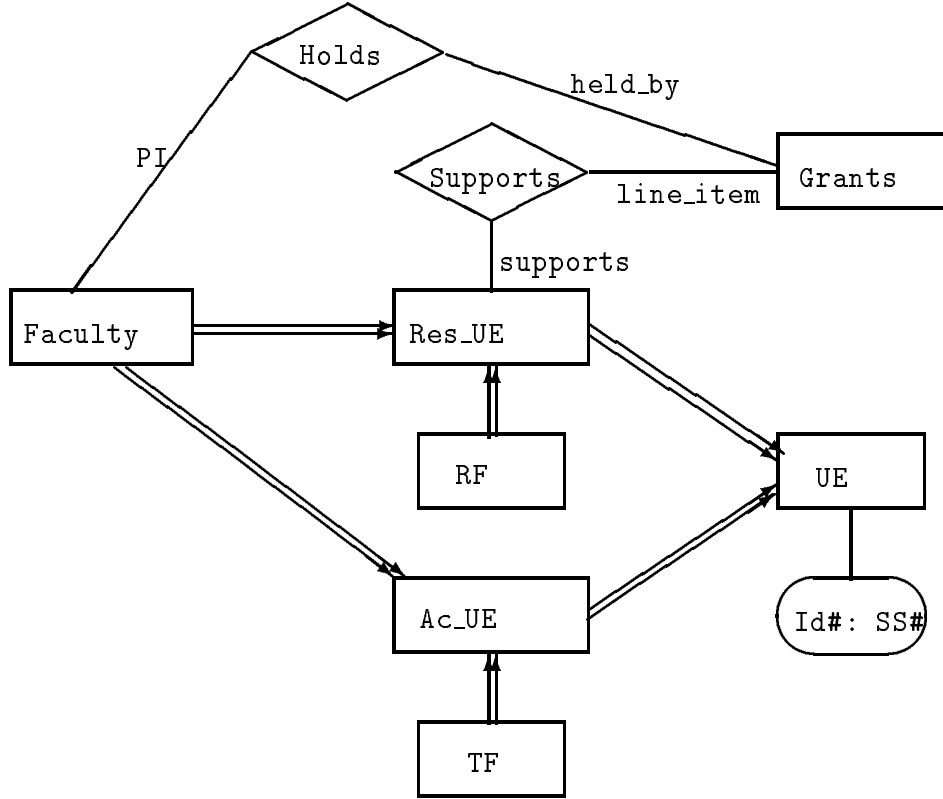 Holds
held_by
PI
Supports
Grants
line_item
supports
Faculty
Res_UE
RF
UE
Ac_UE
Id#: SS#
TF